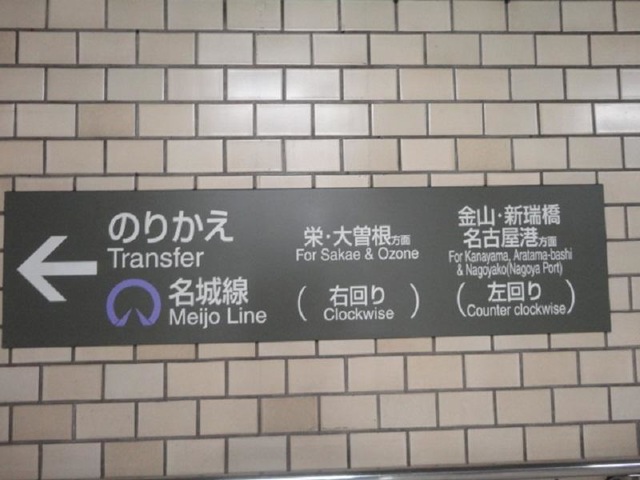 のりかえ
Transfer
名城線
Meijo Line
栄・大曽根方面
For Sakae & Ozone
(右回り)
Clockwise
金山・新瑞橋
名古屋港方面
For Kanayama, Aratama-bashi
& Nagoyako(Nagoya Port)
(左回り)
Counter clockwise